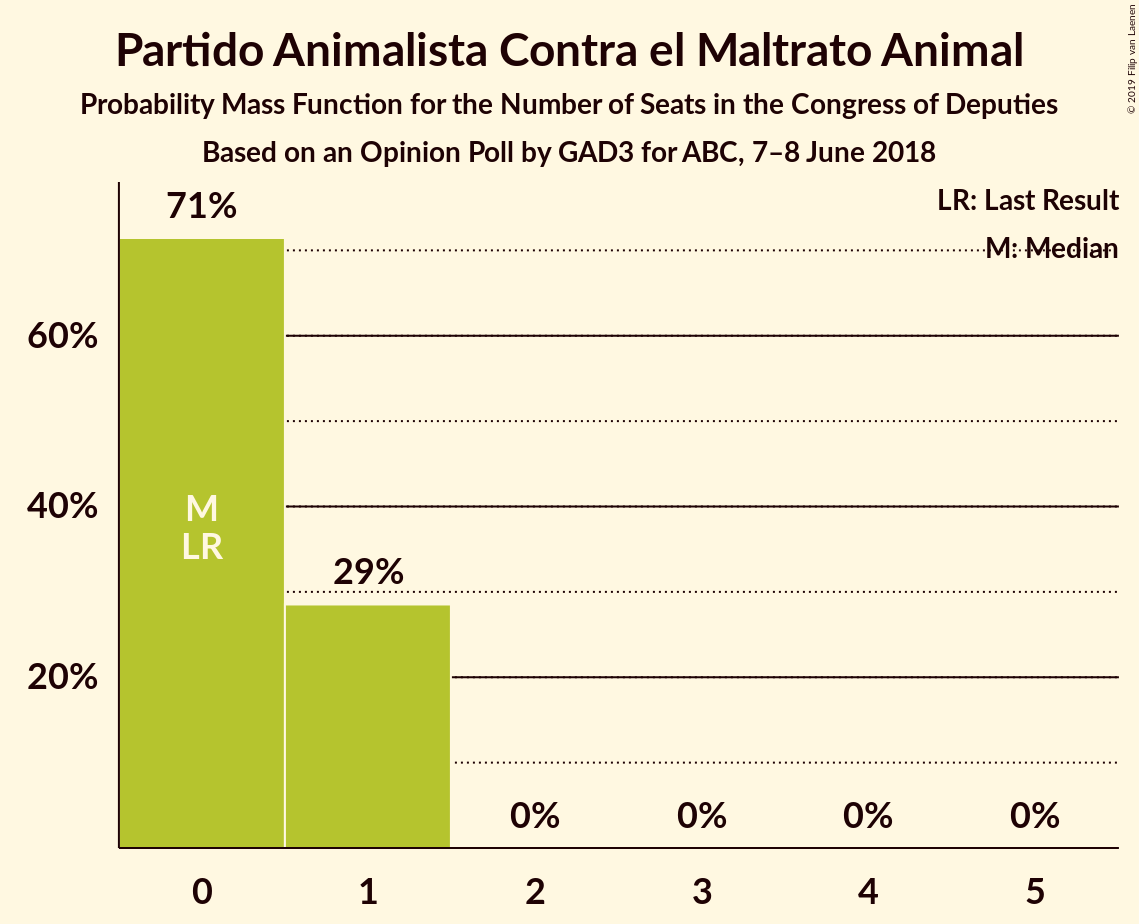 Partido Animalista Contra el Maltrato Animal
Probability Mass Function for the Number of Seats in the Congress of Deputies
Based on an Opinion Poll by GAD3 for ABC, 7–8 June 2018
© 2019 Filip van Laenen
LR: Last Result
M: Median
71%
60%
40%
20%
M
LR
29%
0% 0% 0% 0%
0 1 2 3 4 5